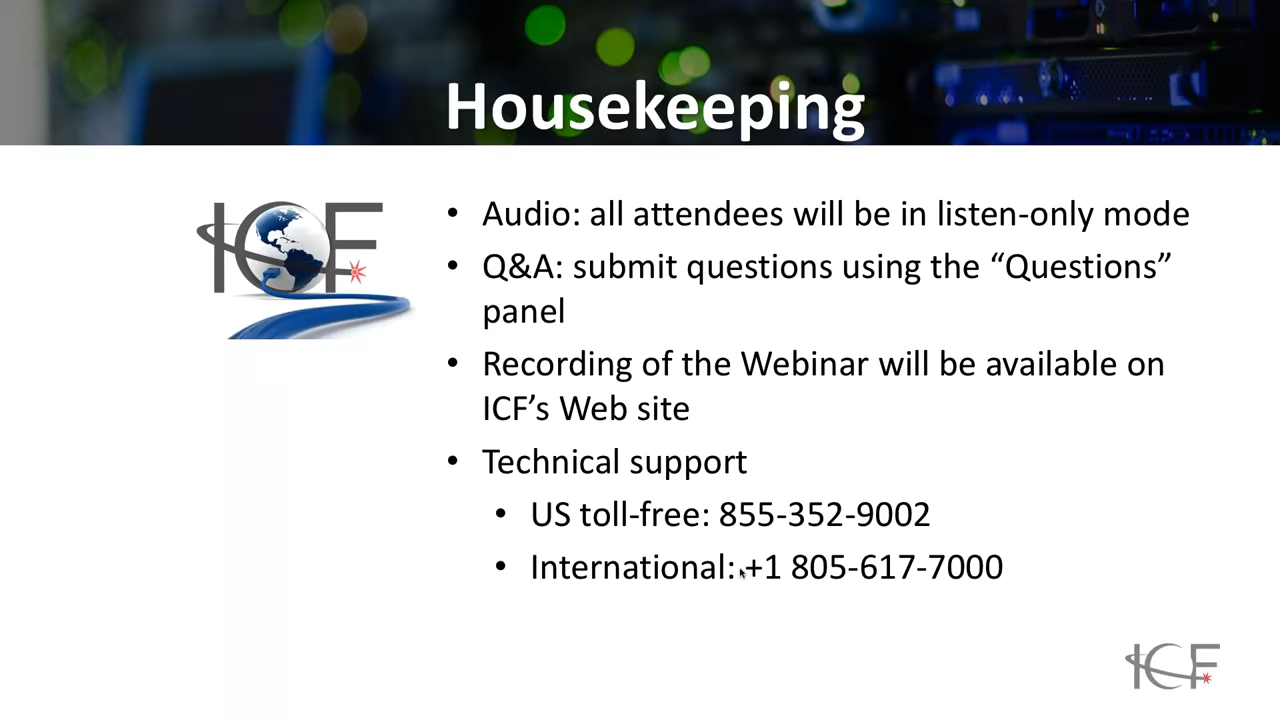 Housekeeping
ICF
• Audio: all attendees will be in listen-only mode
• Q&A: submit questions using the “Questions”
panel
• Recording of the Webinar will be available on
ICF’s Web site
• Technical support
• US toll-free: 855-352-9002
• International: +1 805-617-7000
ICF